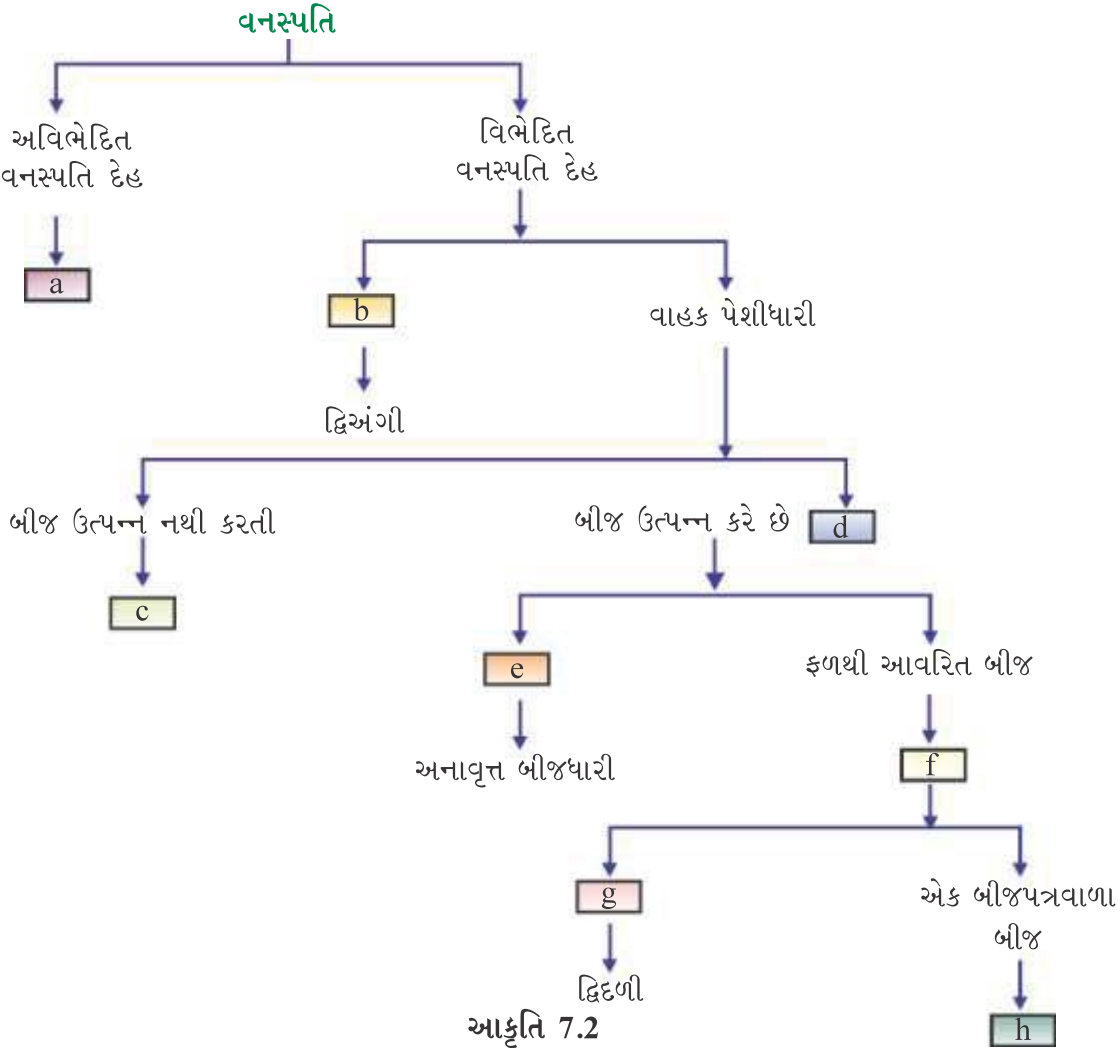 વનસ્પતિ
અવિભેદિત
વનસ્પતિ દેહ
વિભેદિત
વનસ્પતિ દેહ
a
b
વાહક પેશીધારી
દ્વિઅંગી
બીજ ઉત્પન્ન નથી કરતી
બીજ ઉત્પન્ન કરે છે
d
c
e
ફળથી આવરિત બીજ
અનાવૃત્ત બીજધારી
f
g
એક બીજપત્રવાળા
બીજ
દ્વિદળી
h
આકૃતિ 7.2